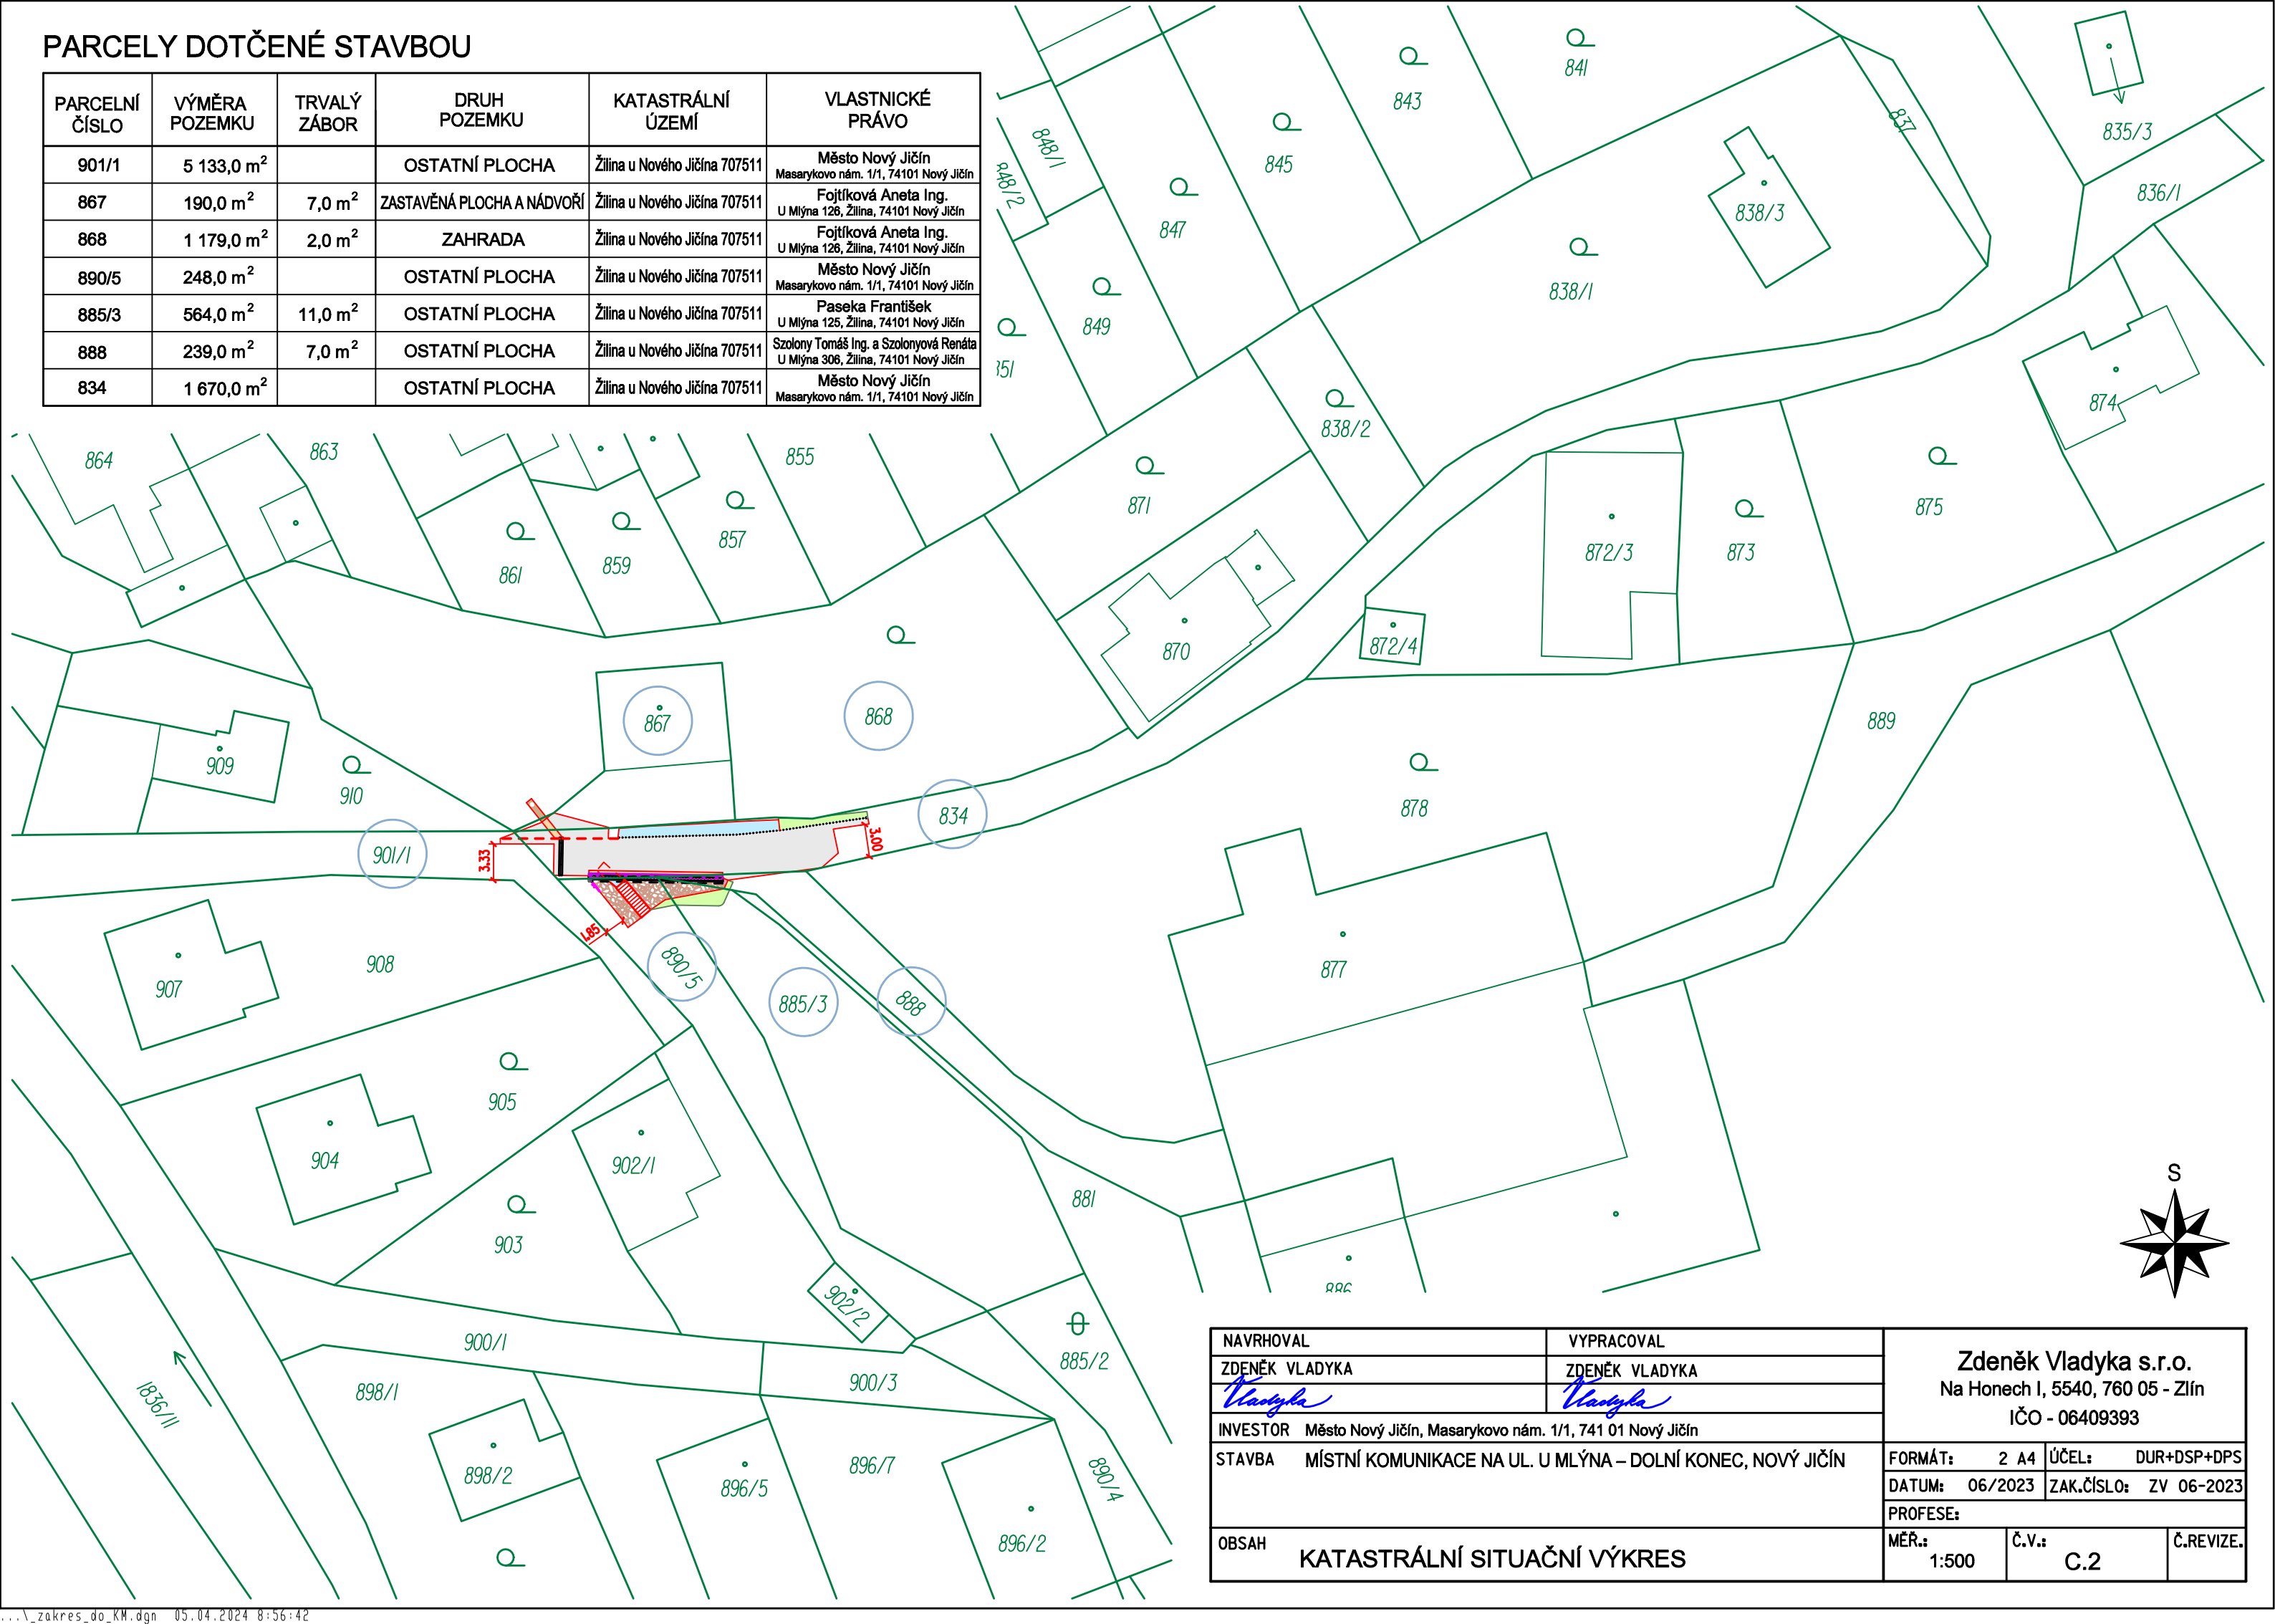 PARCELY DOTČENÉ STAVBOU
PARCELNÍ ČÍSLO | VÝMĚRA POZEMKU | TRVALÝ ZÁBOR | DRUH POZEMKU | KATASTRÁLNÍ ÚZEMÍ | VLASTNICKÉ PRÁVO
901/1 5 133,0 m² OSTATNÍ PLOCHA Žilina u Nového Jičína 707511 Město Nový Jičín
Masarykovo nám. 1/1, 74101 Nový Jičín
867 190,0 m² 7,0 m² ZASTAVĚNÁ PLOCHA A NÁDVOŘÍ Žilina u Nového Jičína 707511 Fojtíková Aneta Ing.
U Mlýna 126, Žilina, 74101 Nový Jičín
868 1 179,0 m² 2,0 m² ZAHRADA Žilina u Nového Jičína 707511 Fojtíková Aneta Ing.
U Mlýna 126, Žilina, 74101 Nový Jičín
890/5 248,0 m² OSTATNÍ PLOCHA Žilina u Nového Jičína 707511 Město Nový Jičín
Masarykovo nám. 1/1, 74101 Nový Jičín
885/3 564,0 m² 11,0 m² OSTATNÍ PLOCHA Žilina u Nového Jičína 707511 Paseka František
U Mlýna 125, Žilina, 74101 Nový Jičín
888 239,0 m² 7,0 m² OSTATNÍ PLOCHA Žilina u Nového Jičína 707511 Szolony Tomáš Ing. a Szolonyová Renáta
U Mlýna 306, Žilina, 74101 Nový Jičín
834 1 670,0 m² OSTATNÍ PLOCHA Žilina u Nového Jičína 707511 Město Nový Jičín
Masarykovo nám. 1/1, 74101 Nový Jičín
841
843
837
835/3
848/1
845
848/2
836/1
838/3
847
838/1
849
851
874
838/2
864
863
855
871
875
857
872/3
873
859
861
872/4
870
867
868
889
909
910
878
834
901/1
3.33
3.00
1.85
890/5
908
877
907
885/3
888
905
904
902/1
881
903
886
902/2
900/1
885/2
900/3
898/1
1836/11
896/7
898/2
896/5
890/4
896/2
S
NAVRHOVAL
VYPRACOVAL
ZDENĚK VLADYKA
ZDENĚK VLADYKA
Vladyka
Vladyka
INVESTOR Město Nový Jičín, Masarykovo nám. 1/1, 741 01 Nový Jičín
STAVBA MÍSTNÍ KOMUNIKACE NA UL. U MLÝNA – DOLNÍ KONEC, NOVÝ JIČÍN
OBSAH
KATASTRÁLNÍ SITUAČNÍ VÝKRES
Zdeněk Vladyka s.r.o.
Na Honech I, 5540, 760 05 - Zlín
IČO - 06409393
FORMÁT: 2 A4 ÚČEL: DUR+DSP+DPS
DATUM: 06/2023 ZAK.ČÍSLO: ZV 06-2023
PROFESE:
MĚŘ.: Č.V.: Č.REVIZE.
1:500 C.2
...\_zakres_do_KM.dgn 05.04.2024 8:56:42